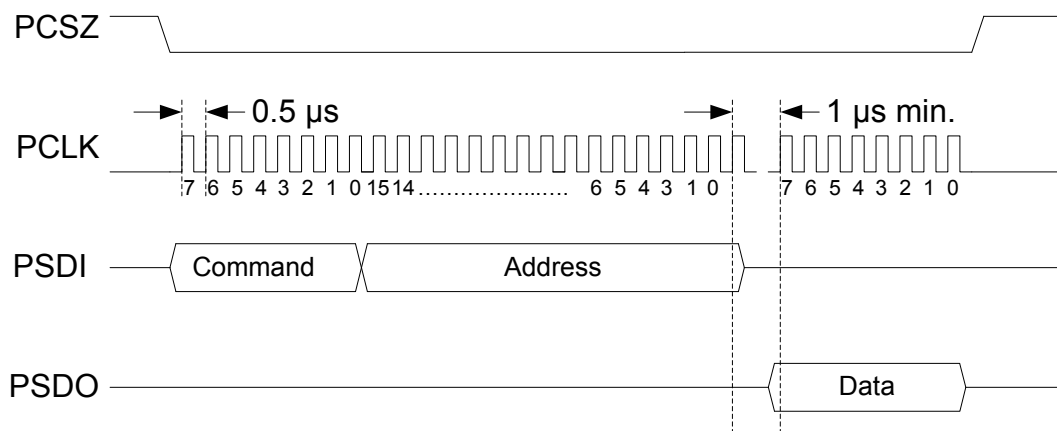 PCSZ
0.5 µs
1 µs min.
PCLK
7 6 5 4 3 2 1 0 15 14........................ 6 5 4 3 1 0 7 6 5 4 3 2 1 0
PSDI
Command
Address
PSDO
Data